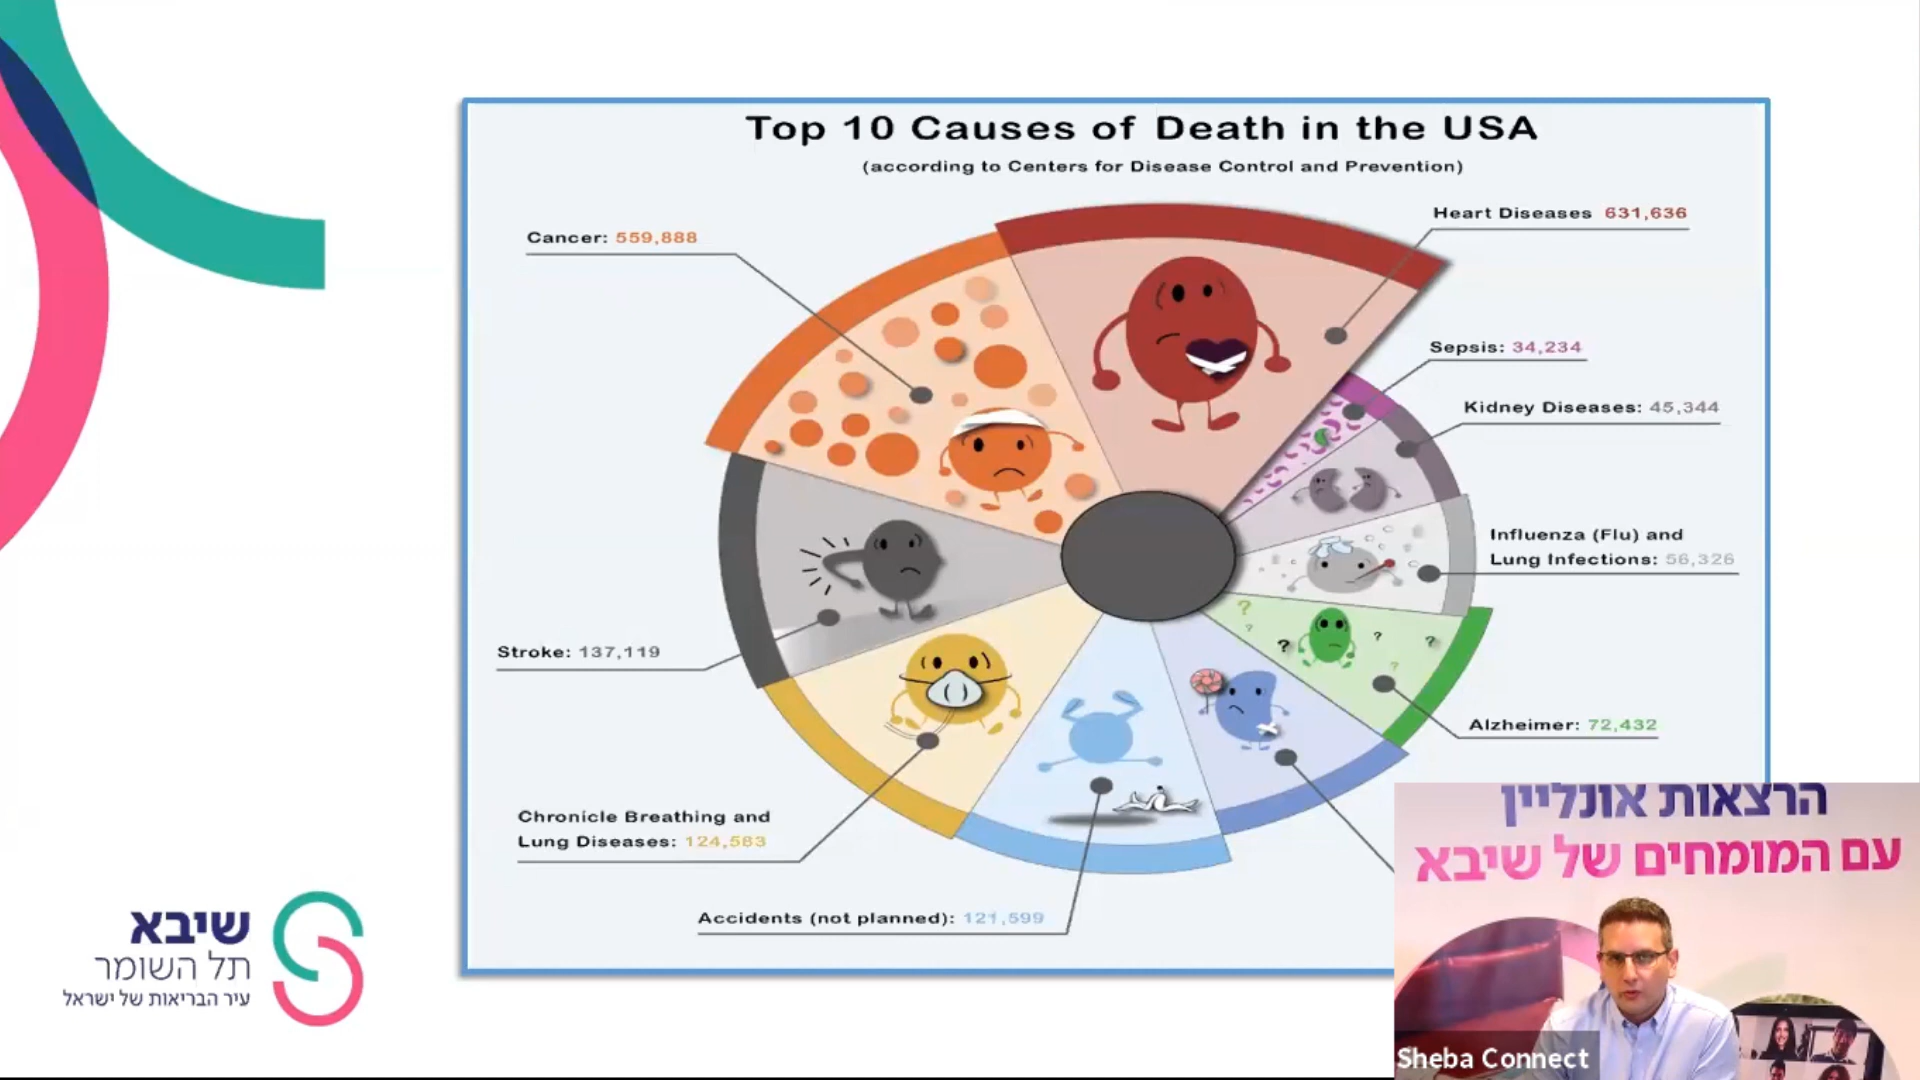 Top 10 Causes of Death in the USA
(according to Centers for Disease Control and Prevention)
Heart Diseases 631,636
Cancer: 559,888
Sepsis: 34,234
Kidney Diseases: 45,344
Influenza (Flu) and
Lung Infections: 56,326
Stroke: 137,119
Alzheimer: 72,432
Chronicle Breathing and
Lung Diseases: 124,583
Accidents (not planned): 121,599
? ? ? ? ? ?
שיבא
תל השומר
עיר הבריאות של ישראל
הרצאות אונליין
עם המומחים של שיבא
Sheba Connect